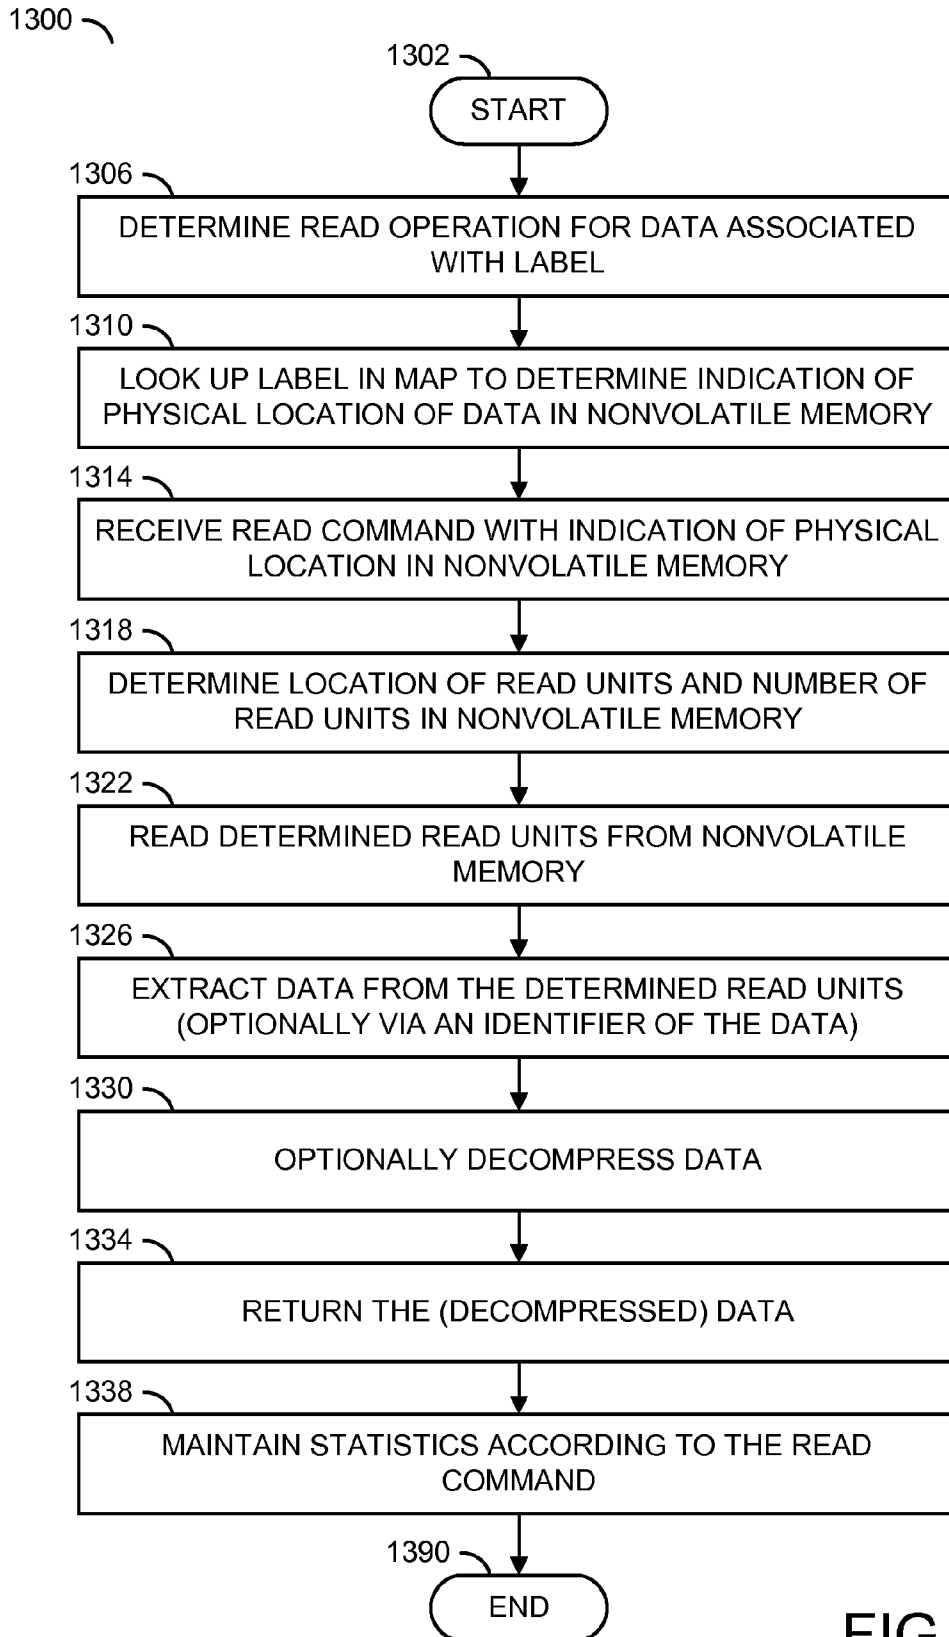 1300
1302
START
1306
DETERMINE READ OPERATION FOR DATA ASSOCIATED
WITH LABEL
1310
LOOK UP LABEL IN MAP TO DETERMINE INDICATION OF
PHYSICAL LOCATION OF DATA IN NONVOLATILE MEMORY
1314
RECEIVE READ COMMAND WITH INDICATION OF PHYSICAL
LOCATION IN NONVOLATILE MEMORY
1318
DETERMINE LOCATION OF READ UNITS AND NUMBER OF
READ UNITS IN NONVOLATILE MEMORY
1322
READ DETERMINED READ UNITS FROM NONVOLATILE
MEMORY
1326
EXTRACT DATA FROM THE DETERMINED READ UNITS
(OPTIONALLY VIA AN IDENTIFIER OF THE DATA)
1330
OPTIONALLY DECOMPRESS DATA
1334
RETURN THE (DECOMPRESSED) DATA
1338
MAINTAIN STATISTICS ACCORDING TO THE READ
COMMAND
1390
END
FIG